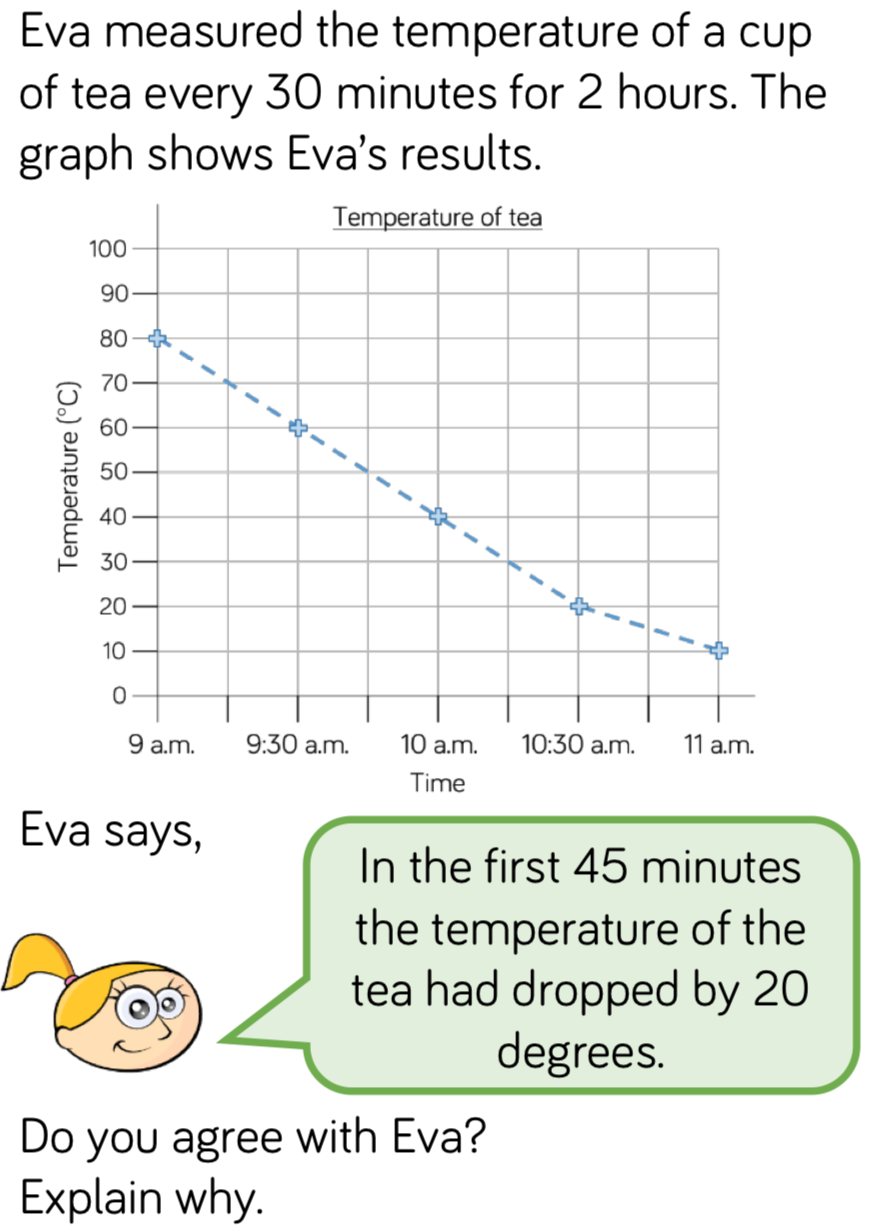 Eva measured the temperature of a cup
of tea every 30 minutes for 2 hours. The
graph shows Eva's results.
Temperature of tea
100
90
80
70
60
50
40
30
20
10
0
Temperature (°C)
9 a.m. 9:30 a.m. 10 a.m. 10:30 a.m. 11 a.m.
Time
Eva says,
In the first 45 minutes
the temperature of the
tea had dropped by 20
degrees.
Do you agree with Eva?
Explain why.